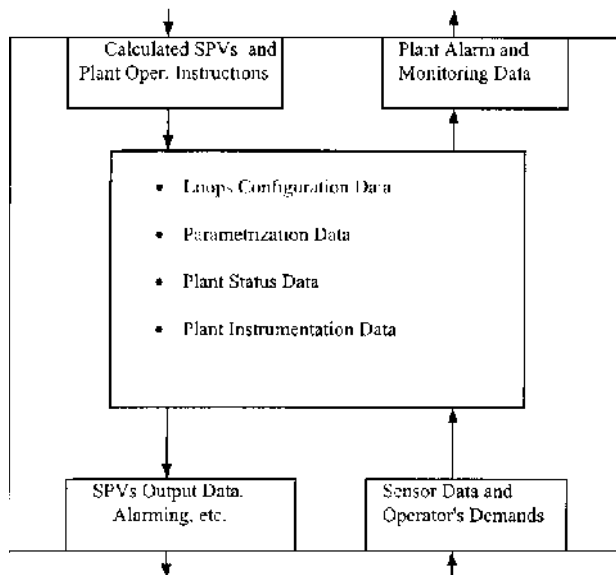 Calculated SPVs and
Plant Oper. Instructions
Plant Alarm and
Monitoring Data
• Loops Configuration Data
• Parametrization Data
• Plant Status Data
• Plant Instrumentation Data
SPVs Output Data.
Alarming, etc.
Sensor Data and
Operator's Demands